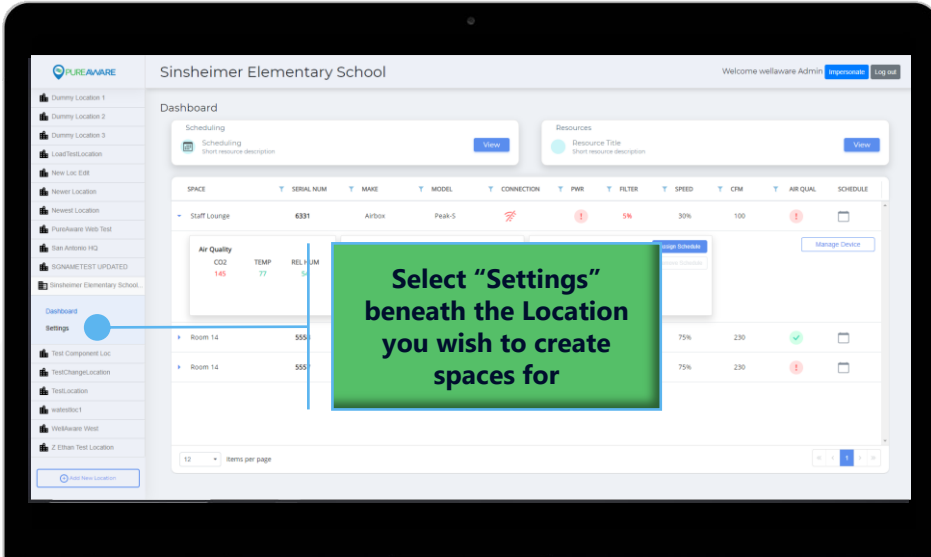 PUREAWARE
Sinsheimer Elementary School
Welcome wellaware Admin
Impersonate
Log out
Dummy Location 1
Dummy Location 2
Dummy Location 3
LoadTestLocation
New Loc Edit
Newer Location
Newest Location
PureAware Web Test
San Antonio HQ
SGNAMETEST UPDATED
Sinsheimer Elementary School...
Dashboard
Settings
Test Component Loc
TestChangeLocation
TestLocation
WellAware West
Z Ethan Test Location
Add New Location
Dashboard
Scheduling
Scheduling
Short resource description
View
Resources
Resource Title
Short resource description
View
SPACE SERIAL NUM MAKE MODEL CONNECTION PWR FILTER SPEED CFM AIR QUAL SCHEDULE
Staff Lounge 6331 Airbox Peak-S 5% 30% 100
Air Quality
CO2 TEMP REL HUM
145 77
Manage Device
Select “Settings”
beneath the Location
you wish to create
spaces for
Room 14 75% 230
Room 14 75% 230
12 items per page
1